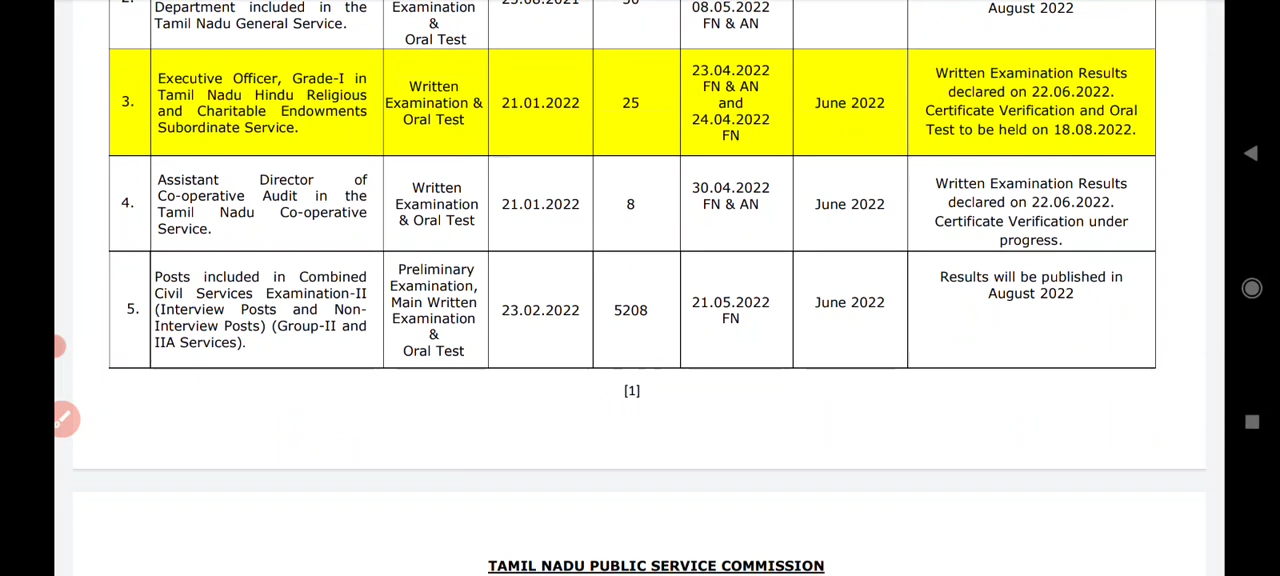 Department included in the
Tamil Nadu General Service.
Examination
&
Oral Test
08.05.2022
FN & AN
August 2022
3.
Executive Officer, Grade-I in
Tamil Nadu Hindu Religious
and Charitable Endowments
Subordinate Service.
Written
Examination &
Oral Test
21.01.2022
25
23.04.2022
FN & AN
and
24.04.2022
FN
June 2022
Written Examination Results
declared on 22.06.2022.
Certificate Verification and Oral
Test to be held on 18.08.2022.
4.
Assistant Director of
Co-operative Audit in the
Tamil Nadu Co-operative
Service.
Written
Examination
& Oral Test
21.01.2022
8
30.04.2022
FN & AN
June 2022
Written Examination Results
declared on 22.06.2022.
Certificate Verification under
progress.
5.
Posts included in Combined
Civil Services Examination-II
(Interview Posts and Non-
Interview Posts) (Group-II and
IIA Services).
Preliminary
Examination,
Main Written
Examination
&
Oral Test
23.02.2022
5208
21.05.2022
FN
June 2022
Results will be published in
August 2022
[1]
TAMIL NADU PUBLIC SERVICE COMMISSION